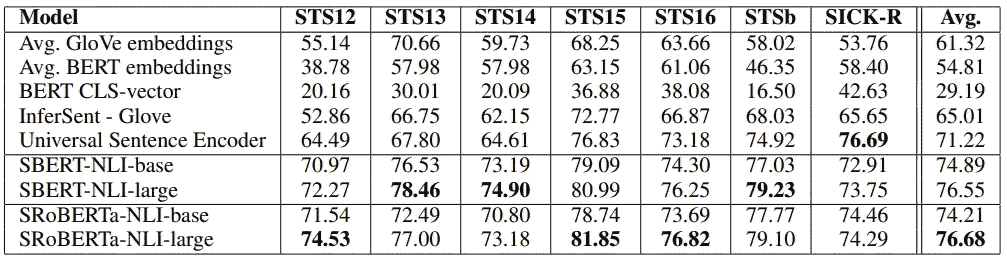 Model STS12 STS13 STS14 STS15 STS16 STSb SICK-R Avg.
Avg. GloVe embeddings 55.14 70.66 59.73 68.25 63.66 58.02 53.76 61.32
Avg. BERT embeddings 38.78 57.98 57.98 63.15 61.06 46.35 58.40 54.81
BERT CLS-vector 20.16 30.01 20.09 36.88 38.08 16.50 42.63 29.19
InferSent - Glove 52.86 66.75 62.15 72.77 66.87 68.03 65.65 65.01
Universal Sentence Encoder 64.49 67.80 64.61 76.83 73.18 74.92 76.69 71.22
SBERT-NLI-base 70.97 76.53 73.19 79.09 74.30 77.03 72.91 74.89
SBERT-NLI-large 72.27 78.46 74.90 80.99 76.25 79.23 73.75 76.55
SRoBERTa-NLI-base 71.54 72.49 70.80 78.74 73.69 77.77 74.46 74.21
SRoBERTa-NLI-large 74.53 77.00 73.18 81.85 76.82 79.10 74.29 76.68